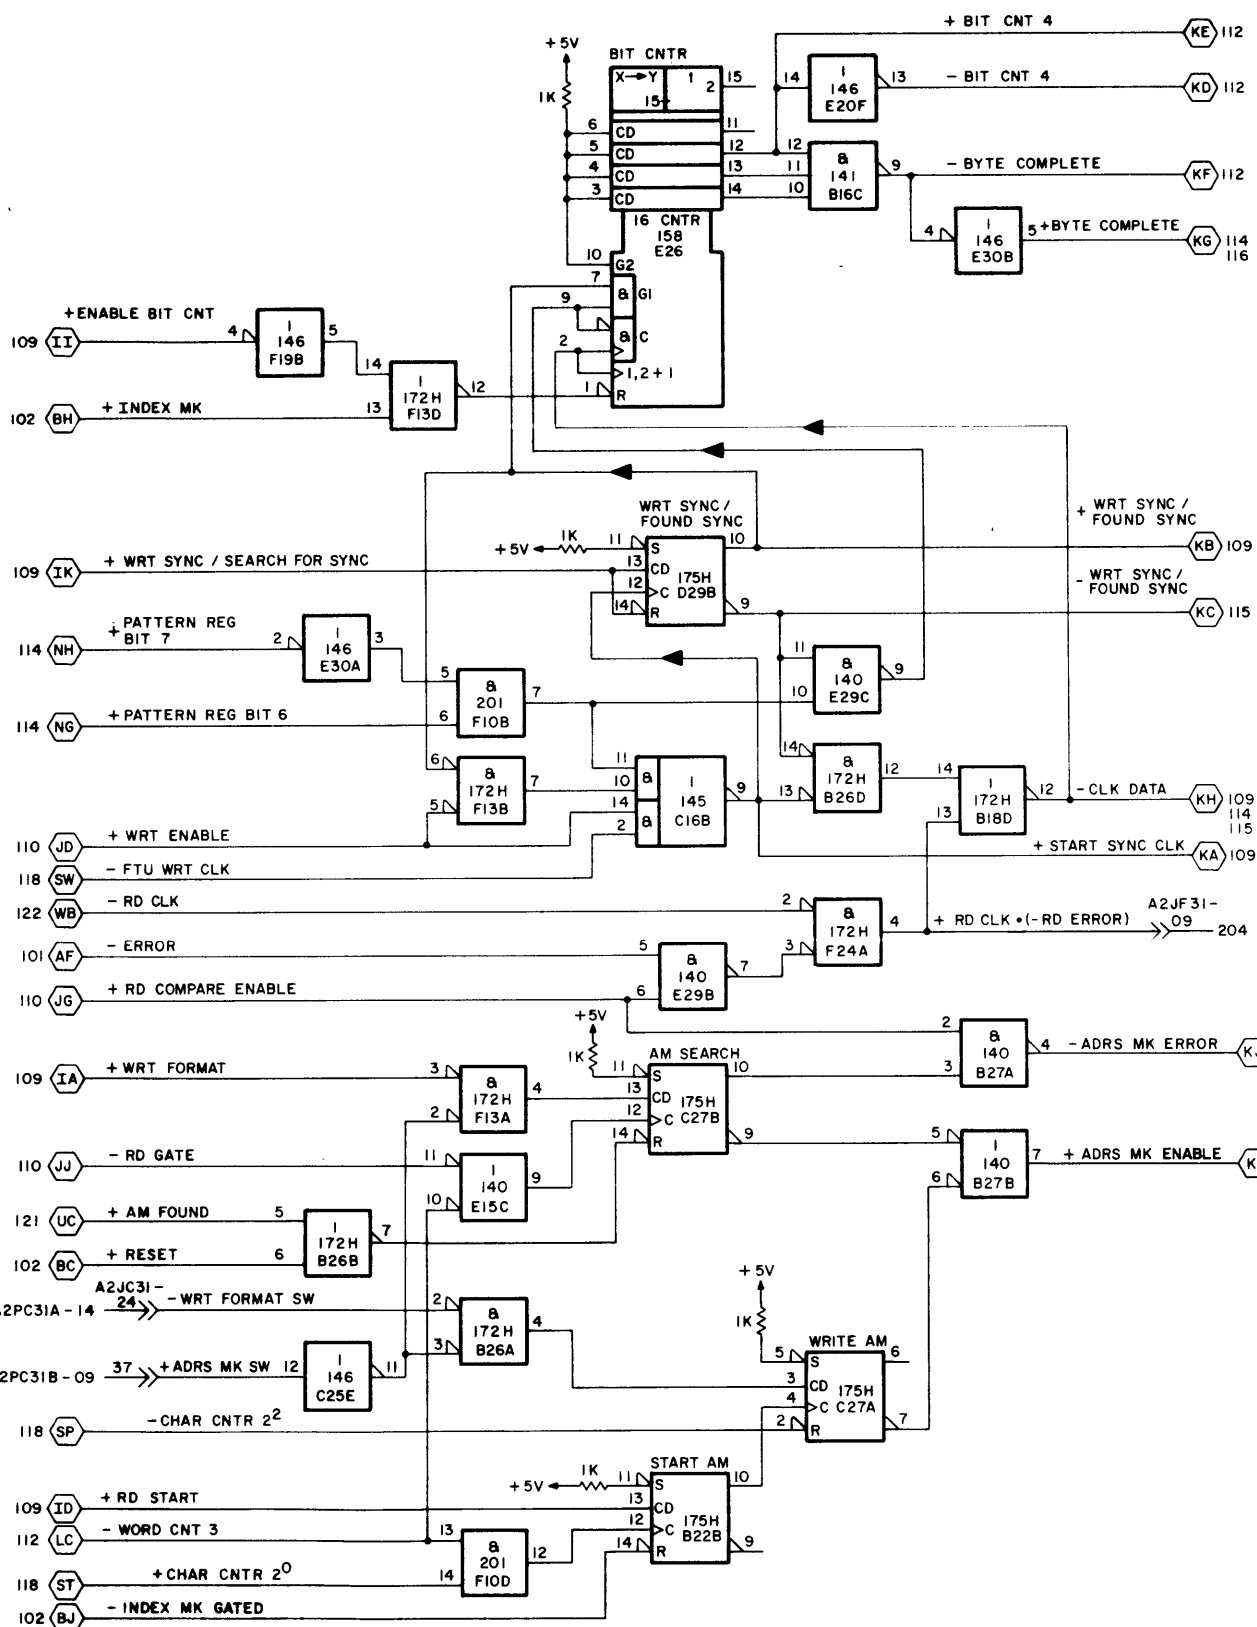 + BIT CNT 4
KE 112
+5V
BIT CNTR
X→Y 1 15
2
15
1K
14 1 13 - BIT CNT 4
146
E20F
KD 112
6 CD 11
5 CD 12 12
4 CD 13 11
3 CD 14 10
&
141
B16C
9 - BYTE COMPLETE
KF 112
16 CNTR
158
E26
4 1 5 +BYTE COMPLETE
146
E30B
KG 114
116
10 G2
7
9 & G1
& C
2
1,2+1
1 R
+ENABLE BIT CNT
109 II 4 1 5
146
F19B
14
1 12
172H
F13D
102 BH + INDEX MK 13
WRT SYNC /
FOUND SYNC
1K
+5V 11 S 10
13 CD
12 C 175H
D29B
14 R 9
+ WRT SYNC /
FOUND SYNC
KB 109
109 IK + WRT SYNC / SEARCH FOR SYNC
- WRT SYNC /
FOUND SYNC
KC 115
+ PATTERN REG
BIT 7
114 NH 2 1 3
146
E30A
11
& 9
140
E29C
10
5
& 7
201
F10B
114 NG + PATTERN REG BIT 6 6
6
& 7
172H
F13B
5
11
10 &
14
2 &
1 9
145
C16B
14
& 12
172H
B26D
13
14
1 12
172H
B18D
13
- CLK DATA
KH 109
114
115
110 JD + WRT ENABLE
+ START SYNC CLK KA 109
118 SW - FTU WRT CLK
122 WB - RD CLK 2
& 4
172H
F24A
3
+ RD CLK •(-RD ERROR)
A2JF31-
09
204
101 AF - ERROR 5
& 7
140
E29B
110 JG + RD COMPARE ENABLE 6
+5V
1K
AM SEARCH
11 S 10
13 CD
12 C 175H
C27B
14 R 9
2
& 4
140
B27A
3
- ADRS MK ERROR
109 IA + WRT FORMAT 3
& 4
172H
F13A
2
5
1 7
140
B27B
6
+ ADRS MK ENABLE
K
110 JJ - RD GATE 11
1 9
140
E15C
10
121 UC + AM FOUND 5
1 7
172H
B26B
102 BC + RESET 6
A2JC31-
2PC31A-14 24 -WRT FORMAT SW 2
& 4
172H
B26A
3
2PC31B-09 37 +ADRS MK SW 12 1 11
146
C25E
+5V
1K
WRITE AM
5 S 6
3 CD
4 C 175H
C27A
2 R 7
118 SP -CHAR CNTR 2²
START AM
1K
+5V 11 S 10
13 CD
12 C 175H
B22B
14 R 9
109 ID + RD START
112 LC - WORD CNT 3 13
& 12
201
F10D
118 ST +CHAR CNTR 2⁰ 14
102 BJ - INDEX MK GATED